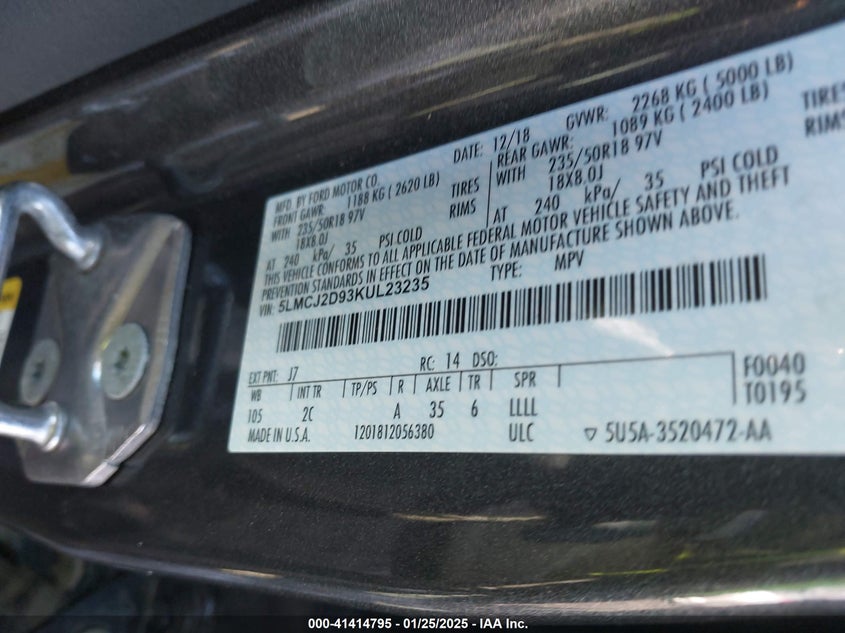 MFD. BY FORD MOTOR CO. DATE: 12/18 GVWR: 2268 KG ( 5000 LB)
FRONT GAWR: 1188 KG ( 2620 LB) REAR GAWR: 1089 KG ( 2400 LB)
WITH 235/50R18 97V TIRES WITH 235/50R18 97V TIRES
18X8.0J RIMS 18X8.0J RIMS
AT 240 kPa/ 35 PSI COLD AT 240 kPa/ 35 PSI COLD
THIS VEHICLE CONFORMS TO ALL APPLICABLE FEDERAL MOTOR VEHICLE SAFETY AND THEFT
PREVENTION STANDARDS IN EFFECT ON THE DATE OF MANUFACTURE SHOWN ABOVE.
VIN: 5LMCJ2D93KUL23235 TYPE: MPV
EXT PNT: J7 RC: 14 DSO: F0040
WB INT TR TP/PS R AXLE TR SPR T0195
105 2C A 35 6 LLLL
MADE IN U.S.A. 1201812056380 ULC ▽ 5U5A-3520472-AA
000-41414795 - 01/25/2025 - IAA Inc.